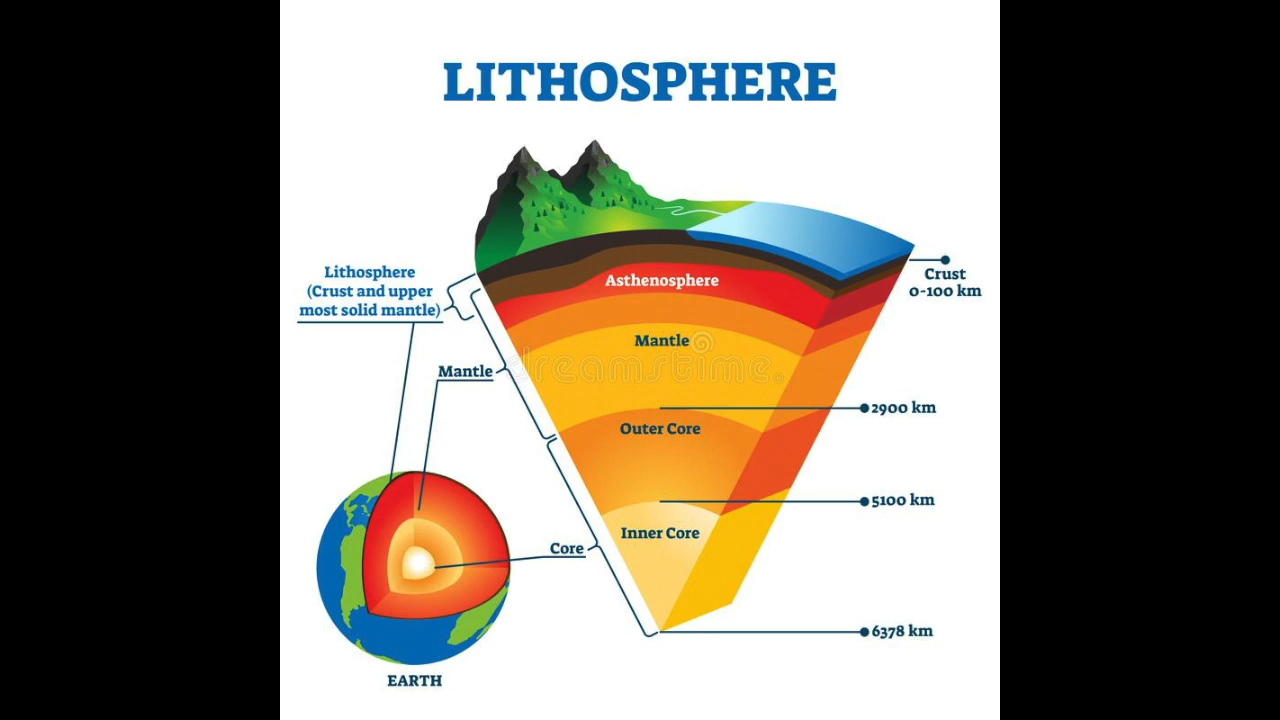 LITHOSPHERE
Lithosphere
(Crust and upper
most solid mantle)
Asthenosphere
Crust
0-100 km
Mantle
Mantle
dreamstime.
2900 km
Outer Core
5100 km
Inner Core
Core
6378 km
EARTH